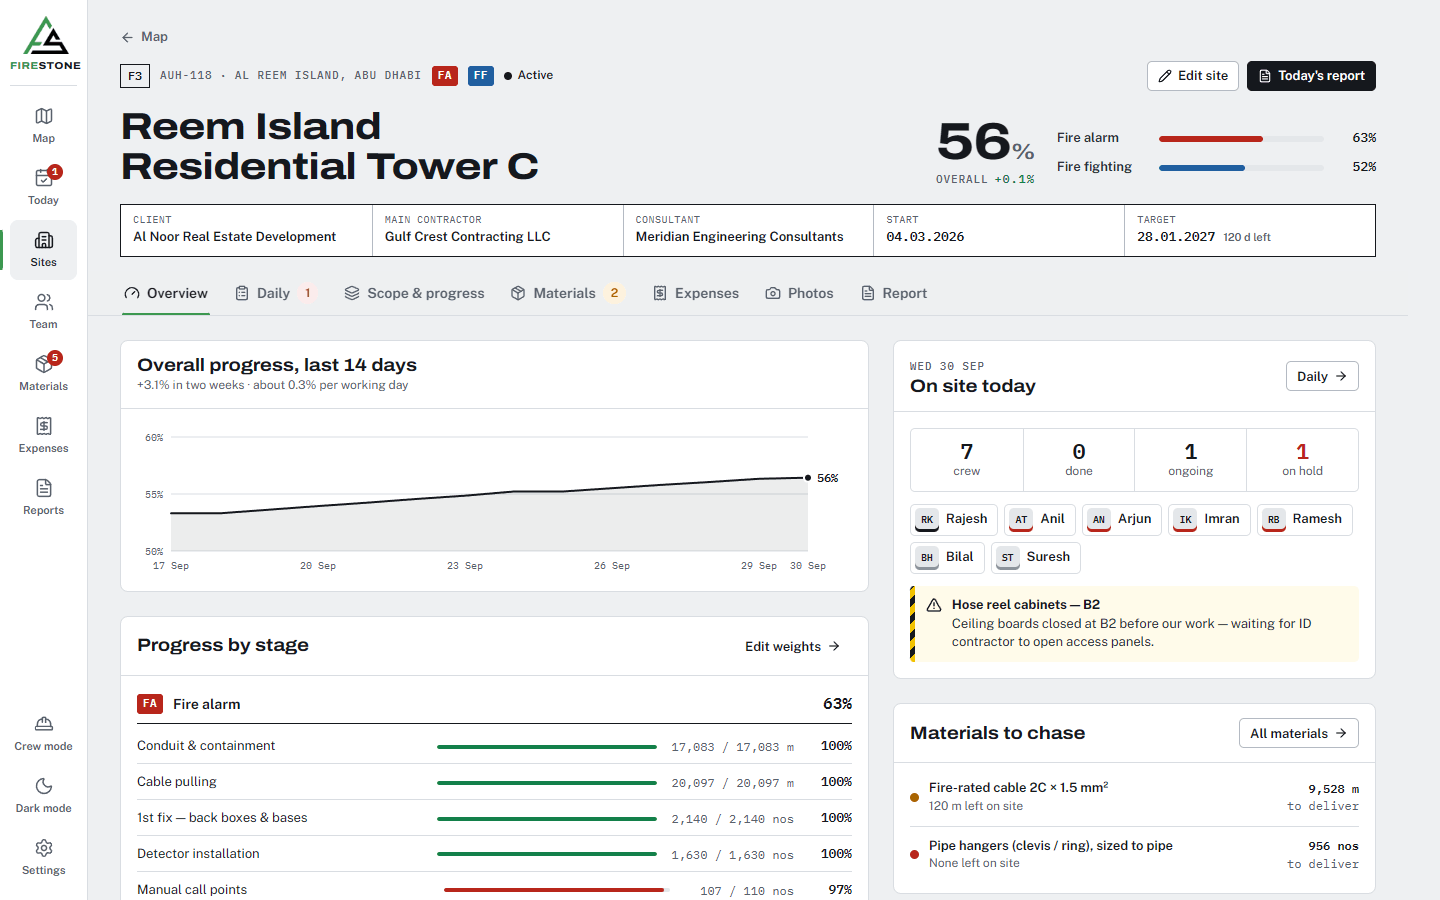 FIRESTONE
Map
1
Today
Sites
Team
5
Materials
Expenses
Reports
Crew mode
Dark mode
Settings
← Map
F3 AUH-118 · AL REEM ISLAND, ABU DHABI FA FF Active
Edit site
Today's report
Reem Island
Residential Tower C
56%
OVERALL +0.1%
Fire alarm 63%
Fire fighting 52%
CLIENT
Al Noor Real Estate Development
MAIN CONTRACTOR
Gulf Crest Contracting LLC
CONSULTANT
Meridian Engineering Consultants
START
04.03.2026
TARGET
28.01.2027 120 d left
Overview
Daily 1
Scope & progress
Materials 2
Expenses
Photos
Report
Overall progress, last 14 days
+3.1% in two weeks · about 0.3% per working day
60%
55%
50%
56%
17 Sep 20 Sep 23 Sep 26 Sep 29 Sep 30 Sep
Progress by stage
Edit weights →
FA Fire alarm 63%
Conduit & containment 17,083 / 17,083 m 100%
Cable pulling 20,097 / 20,097 m 100%
1st fix — back boxes & bases 2,140 / 2,140 nos 100%
Detector installation 1,630 / 1,630 nos 100%
Manual call points 107 / 110 nos 97%
WED 30 SEP
On site today
Daily →
7 crew
0 done
1 ongoing
1 on hold
RK Rajesh AT Anil AN Arjun IK Imran RB Ramesh
BH Bilal ST Suresh
Hose reel cabinets — B2
Ceiling boards closed at B2 before our work — waiting for ID
contractor to open access panels.
Materials to chase
All materials →
Fire-rated cable 2C × 1.5 mm² 9,528 m
120 m left on site to deliver
Pipe hangers (clevis / ring), sized to pipe 956 nos
None left on site to deliver